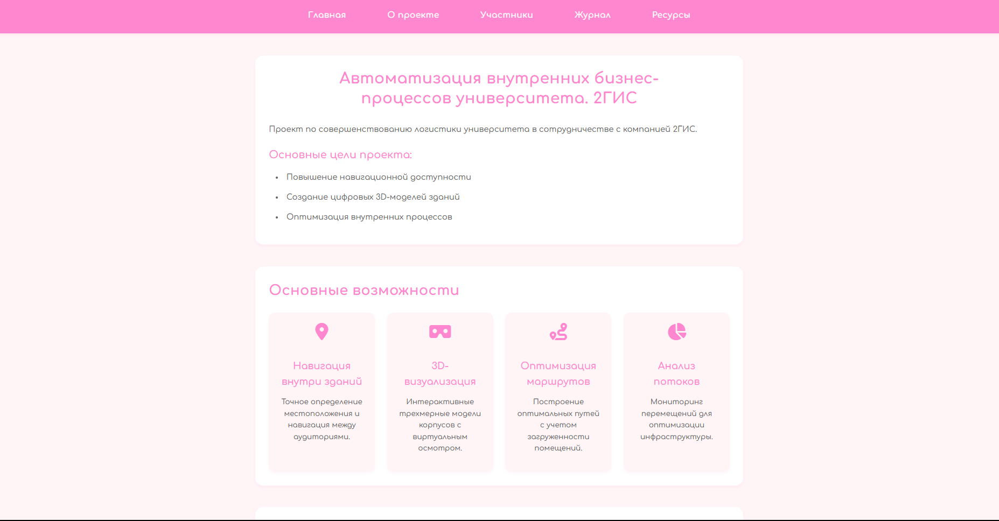 Главная О проекте Участники Журнал Ресурсы
Автоматизация внутренних бизнес-
процессов университета. 2ГИС
Проект по совершенствованию логистики университета в сотрудничестве с компанией 2ГИС.
Основные цели проекта:
• Повышение навигационной доступности
• Создание цифровых 3D-моделей зданий
• Оптимизация внутренних процессов
Основные возможности
Навигация
внутри зданий
Точное определение
местоположения и
навигация между
аудиториями.
3D-
визуализация
Интерактивные
трехмерные модели
корпусов с
виртуальным
осмотром.
Оптимизация
маршрутов
Построение
оптимальных путей
с учетом
загруженности
помещений.
Анализ
потоков
Мониторинг
перемещений для
оптимизации
инфраструктуры.